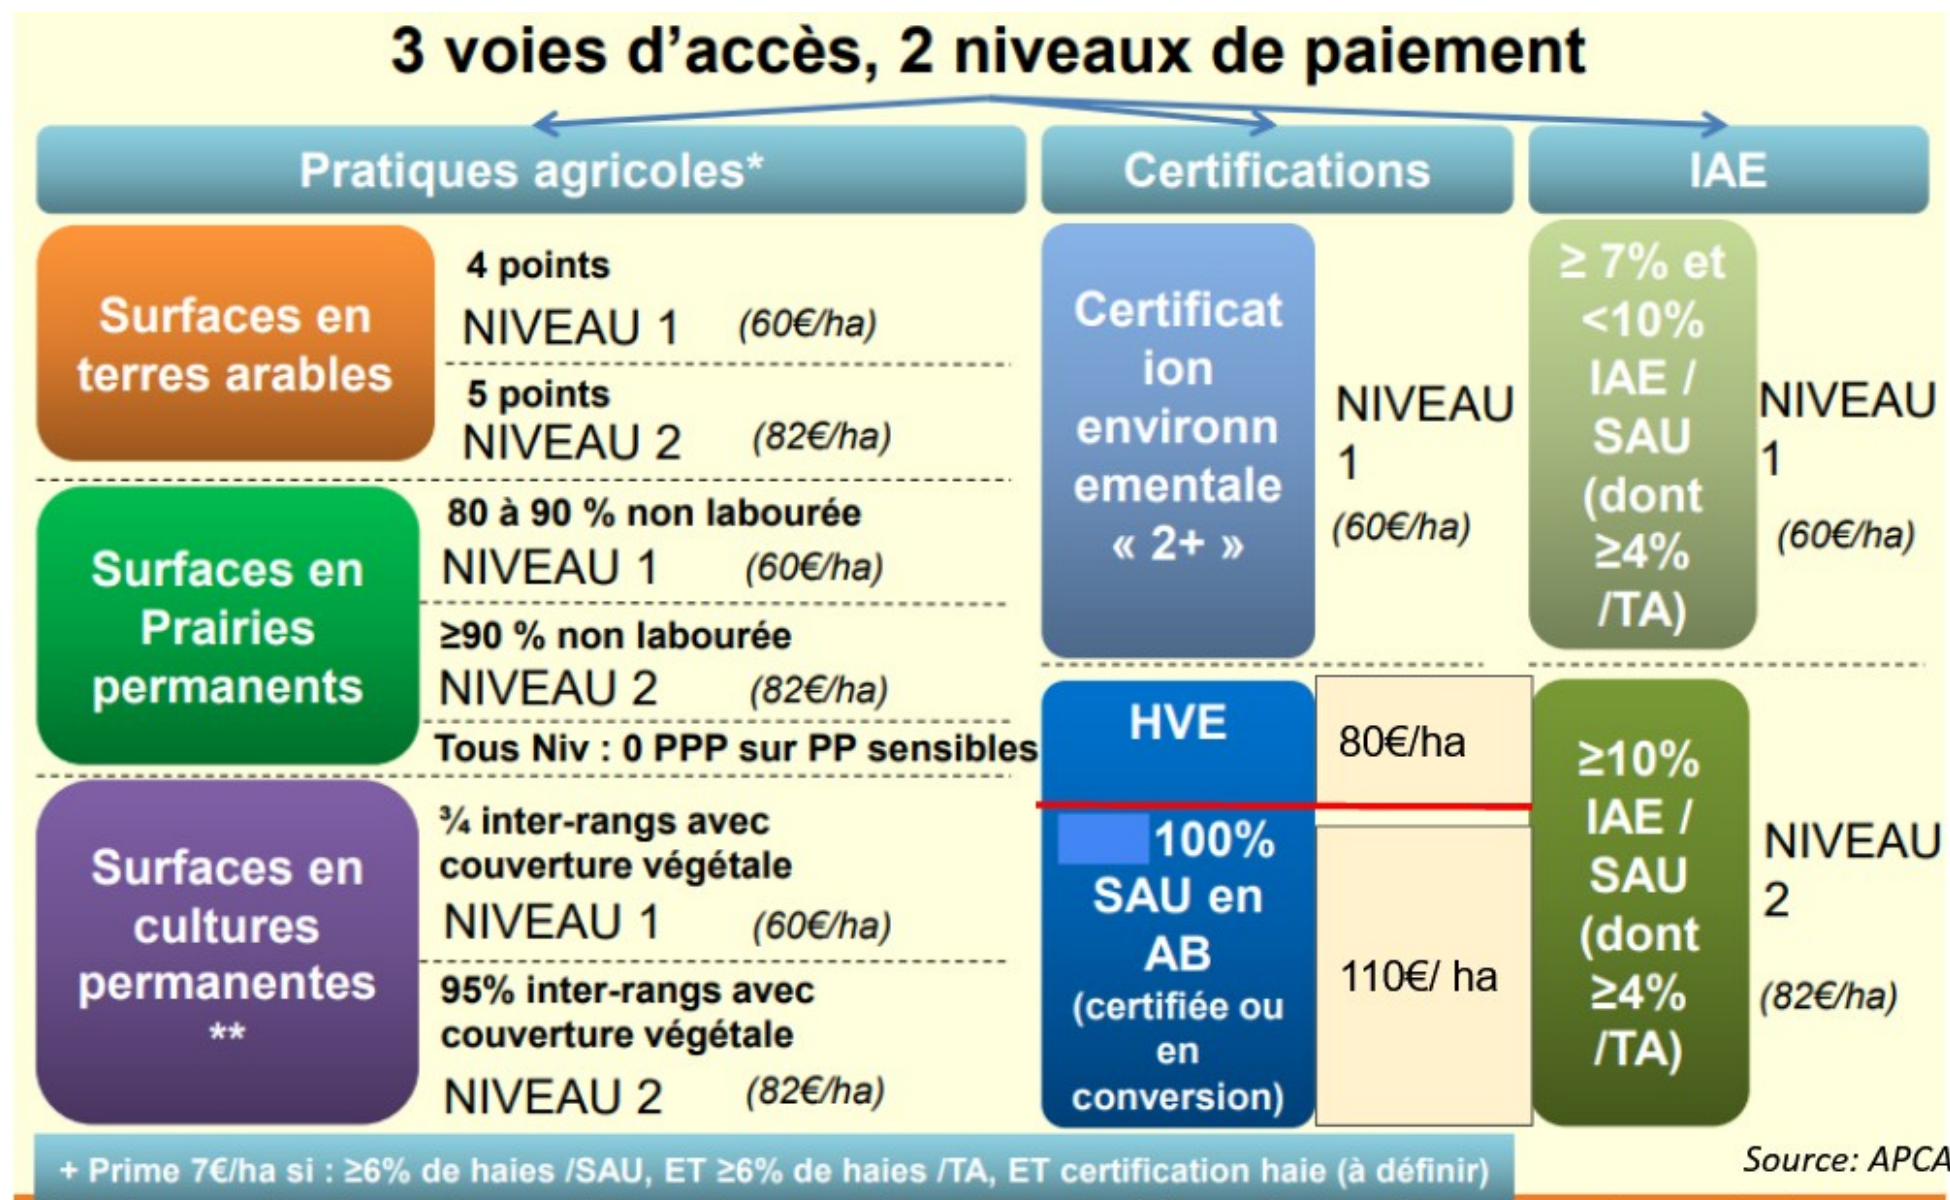 3 voies d’accès, 2 niveaux de paiement
Pratiques agricoles*
Surfaces en
terres arables
4 points
NIVEAU 1 (60€/ha)
5 points
NIVEAU 2 (82€/ha)
Surfaces en
Prairies
permanents
80 à 90 % non labourée
NIVEAU 1 (60€/ha)
≥90 % non labourée
NIVEAU 2 (82€/ha)
Tous Niv : 0 PPP sur PP sensibles
Surfaces en
cultures
permanentes
**
¾ inter-rangs avec
couverture végétale
NIVEAU 1 (60€/ha)
95% inter-rangs avec
couverture végétale
NIVEAU 2 (82€/ha)
Certifications
Certificat
ion
environn
ementale
« 2+ »
NIVEAU
1
(60€/ha)
HVE
80€/ha
100%
SAU en
AB
(certifiée ou
en
conversion)
110€/ ha
IAE
≥ 7% et
<10%
IAE /
SAU
(dont
≥4%
/TA)
NIVEAU
1
(60€/ha)
≥10%
IAE /
SAU
(dont
≥4%
/TA)
NIVEAU
2
(82€/ha)
+ Prime 7€/ha si : ≥6% de haies /SAU, ET ≥6% de haies /TA, ET certification haie (à définir)
Source: APCA